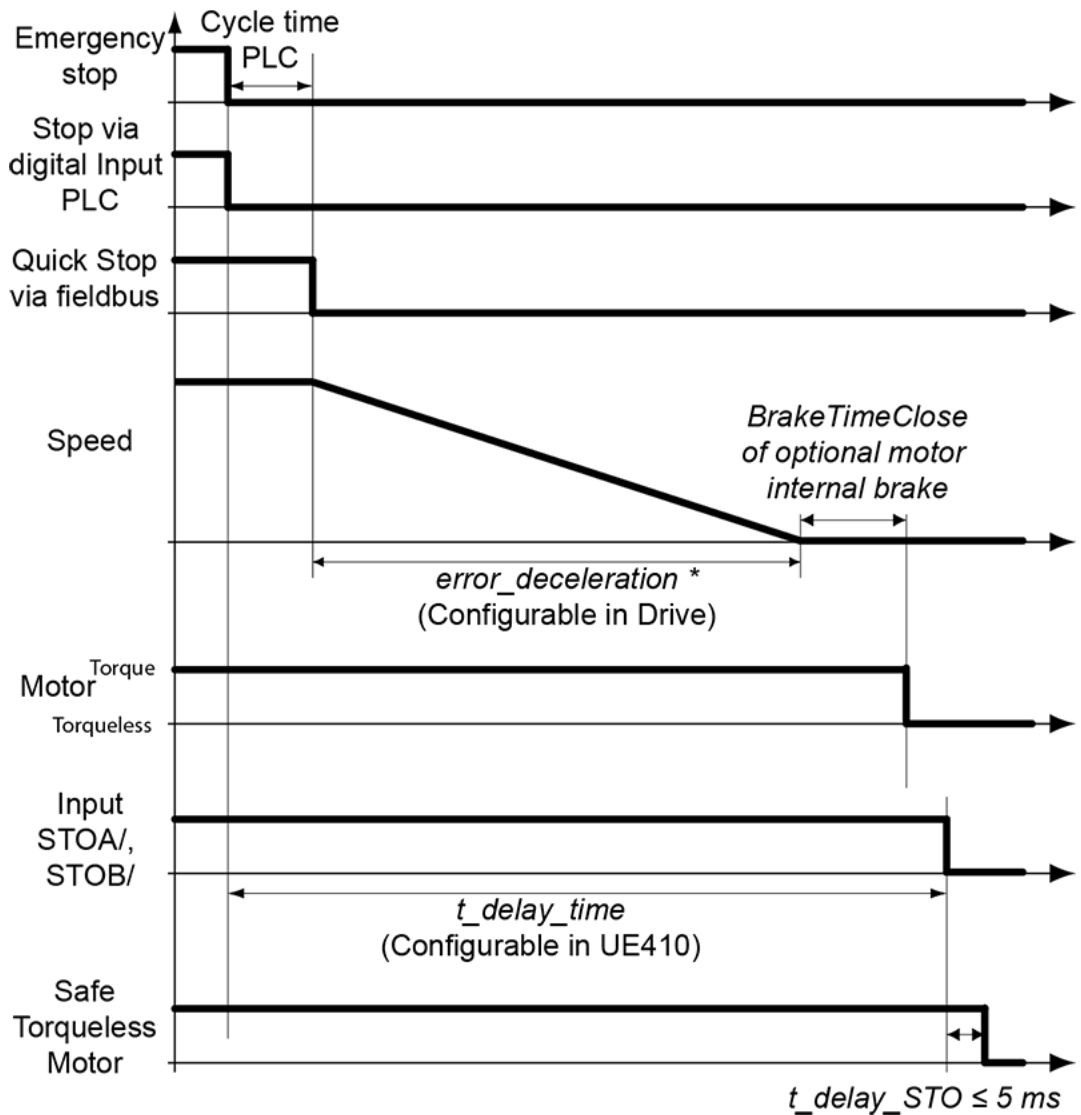 Emergency
stop
Cycle time
PLC
Stop via
digital Input
PLC
Quick Stop
via fieldbus
Speed
BrakeTimeClose
of optional motor
internal brake
error_deceleration *
(Configurable in Drive)
Motor
Torque
Torqueless
Input
STOA/,
STOB/
t_delay_time
(Configurable in UE410)
Safe
Torqueless
Motor
t_delay_STO ≤ 5 ms